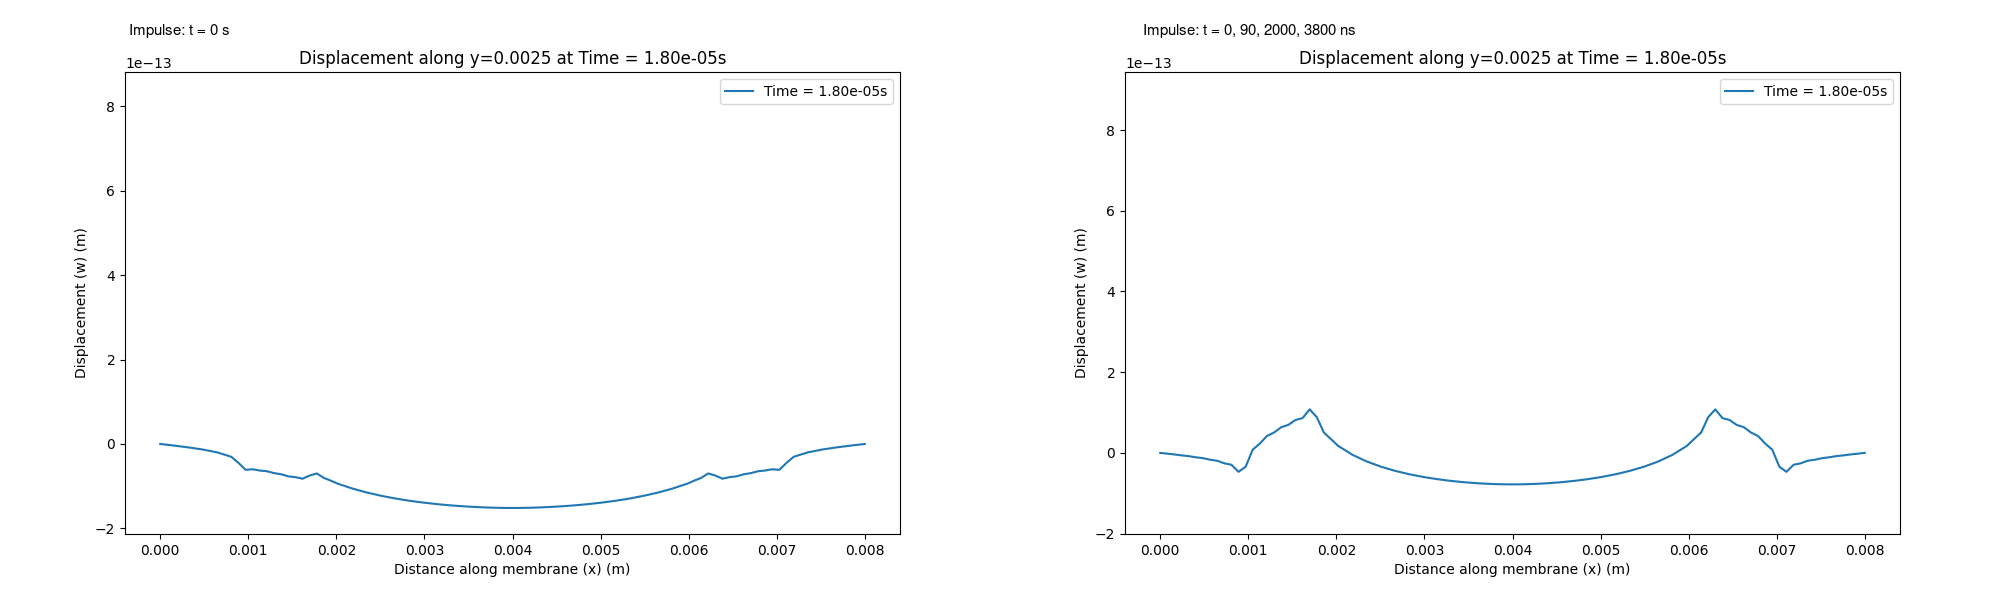 Impulse: t = 0 s
Displacement along y=0.0025 at Time = 1.80e-05s
1e−13
Time = 1.80e-05s
8
6
4
2
0
−2
Displacement (w) (m)
0.000 0.001 0.002 0.003 0.004 0.005 0.006 0.007 0.008
Distance along membrane (x) (m)
Impulse: t = 0, 90, 2000, 3800 ns
Displacement along y=0.0025 at Time = 1.80e-05s
1e−13
Time = 1.80e-05s
8
6
4
2
0
−2
Displacement (w) (m)
0.000 0.001 0.002 0.003 0.004 0.005 0.006 0.007 0.008
Distance along membrane (x) (m)